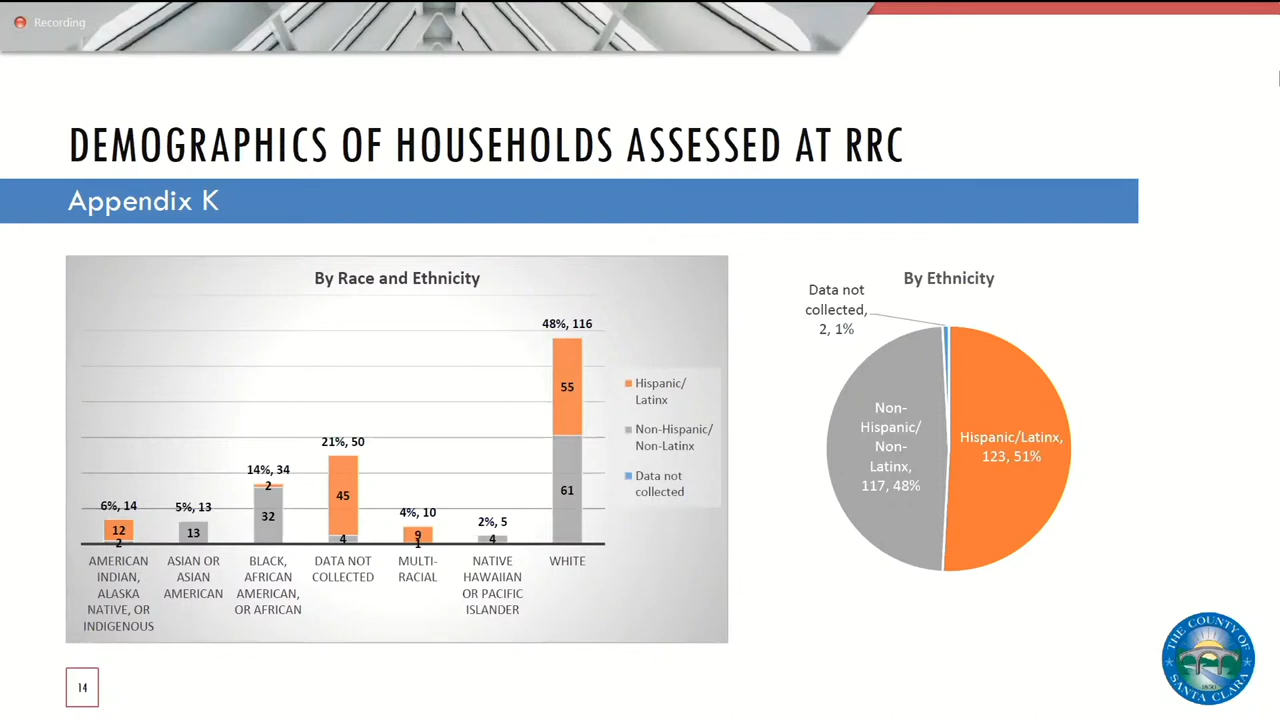 Recording
DEMOGRAPHICS OF HOUSEHOLDS ASSESSED AT RRC
Appendix K
By Race and Ethnicity
48%, 116
55
61
21%, 50
45
4
14%, 34
2
32
6%, 14
12
2
5%, 13
13
4%, 10
9
1
2%, 5
4
AMERICAN
INDIAN,
ALASKA
NATIVE, OR
INDIGENOUS
ASIAN OR
ASIAN
AMERICAN
BLACK,
AFRICAN
AMERICAN,
OR AFRICAN
DATA NOT
COLLECTED
MULTI-
RACIAL
NATIVE
HAWAIIAN
OR PACIFIC
ISLANDER
WHITE
Hispanic/
Latinx
Non-Hispanic/
Non-Latinx
Data not
collected
By Ethnicity
Data not
collected,
2, 1%
Non-
Hispanic/
Non-
Latinx,
117, 48%
Hispanic/Latinx,
123, 51%
14
THE COUNTY OF
SANTA CLARA
1850